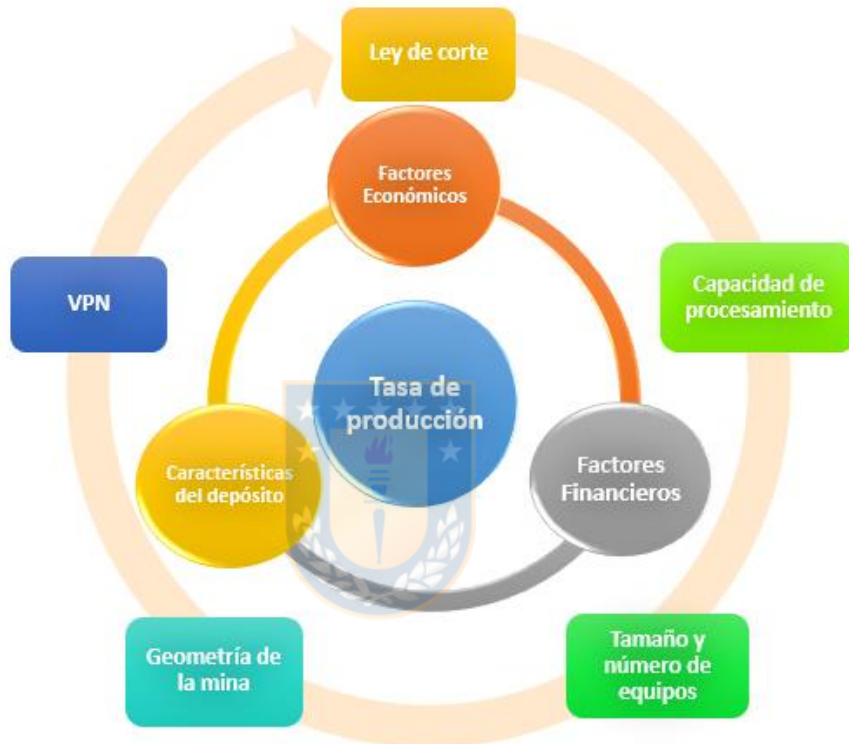 Ley de corte
Factores
Económicos
VPN
Capacidad de
procesamiento
Tasa de
producción
Características
del depósito
Factores
Financieros
Geometría de
la mina
Tamaño y
número de
equipos